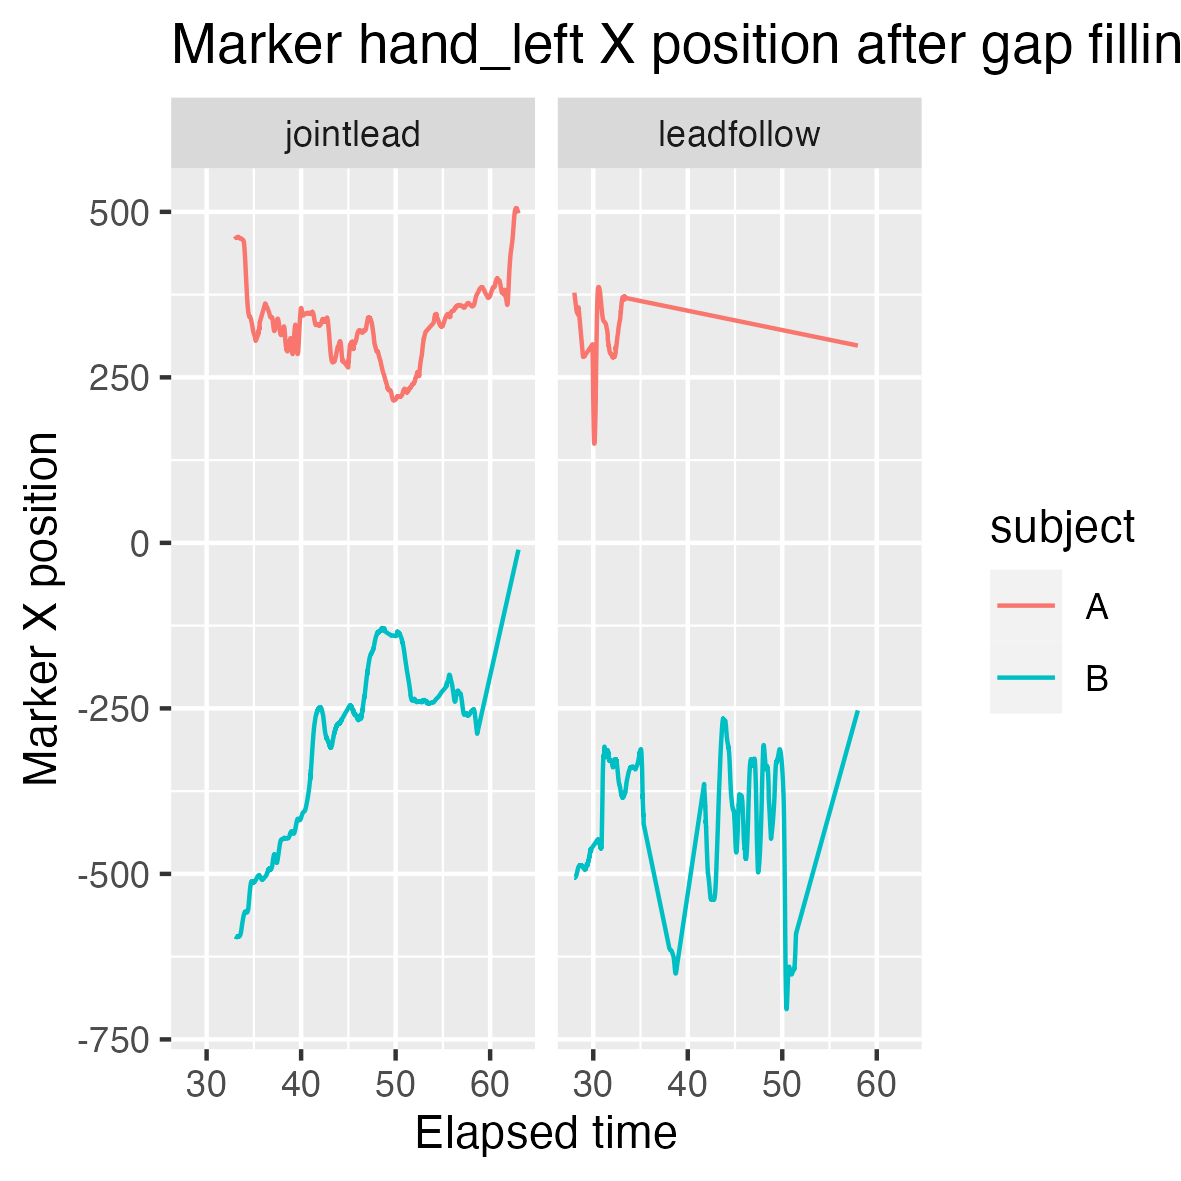 Marker hand_left X position after gap fillin
jointlead
leadfollow
500
250
0
-250
-500
-750
Marker X position
30
40
50
60
30
40
50
60
Elapsed time
subject
A
B